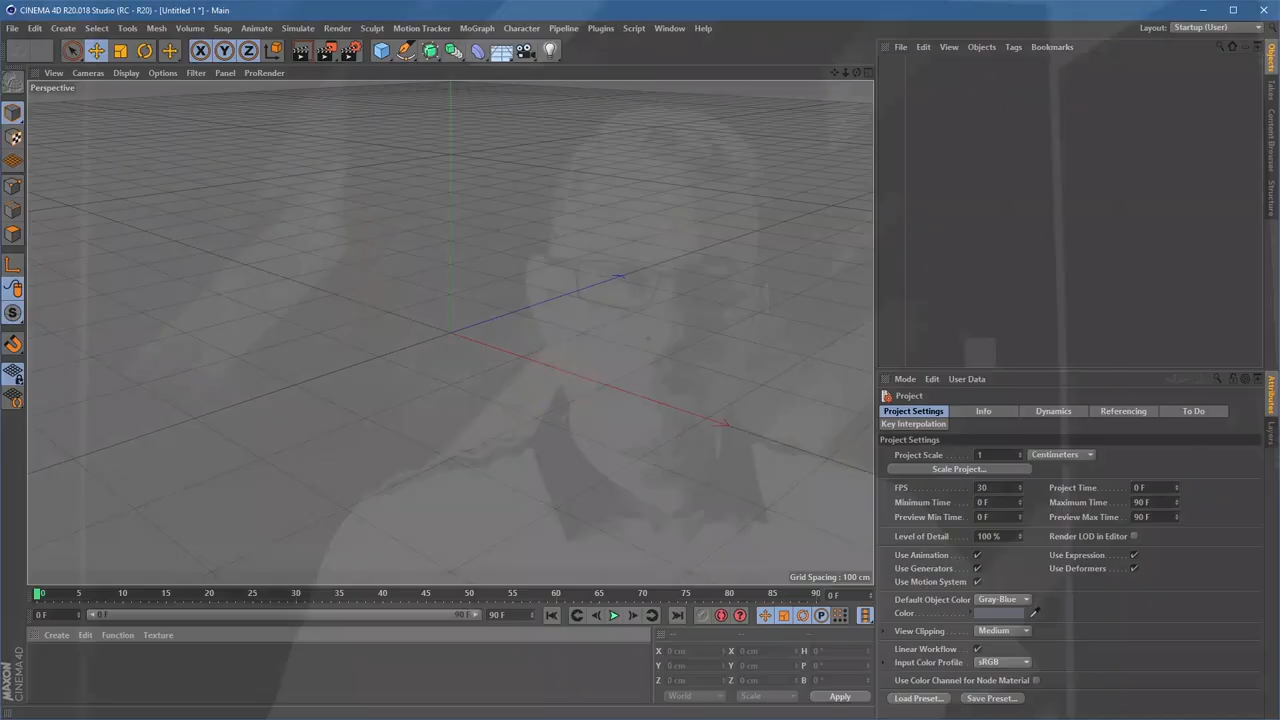 CINEMA 4D R20.018 Studio (RC - R20) - [Untitled 1 *] - Main
File Edit Create Select Tools Mesh Volume Snap Animate Simulate Render Sculpt Motion Tracker MoGraph Character Pipeline Plugins Script Window Help
Layout: Startup (User)
X Y Z
File Edit View Objects Tags Bookmarks
View Cameras Display Options Filter Panel ProRender
Perspective
Objects
Takes
Content Browser
Structure
Mode Edit User Data
Project
Project Settings Info Dynamics Referencing To Do
Key Interpolation
Project Settings
Project Scale 1 Centimeters
Scale Project...
FPS 30 Project Time 0 F
Minimum Time 0 F Maximum Time 90 F
Preview Min Time 0 F Preview Max Time 90 F
Level of Detail 100 % Render LOD in Editor
Use Animation Use Expression
Use Generators Use Deformers
Use Motion System
Default Object Color Gray-Blue
Color
View Clipping Medium
Linear Workflow
Input Color Profile sRGB
Use Color Channel for Node Material
Load Preset... Save Preset...
Attributes
Layers
Grid Spacing : 100 cm
0 5 10 15 20 25 30 35 40 45 50 55 60 65 70 75 80 85 90 0 F
0 F 0 F 90 F 90 F
Create Edit Function Texture
-- -- --
X 0 cm X 0 cm H 0 °
Y 0 cm Y 0 cm P 0 °
Z 0 cm Z 0 cm B 0 °
World Scale Apply
MAXON
CINEMA 4D